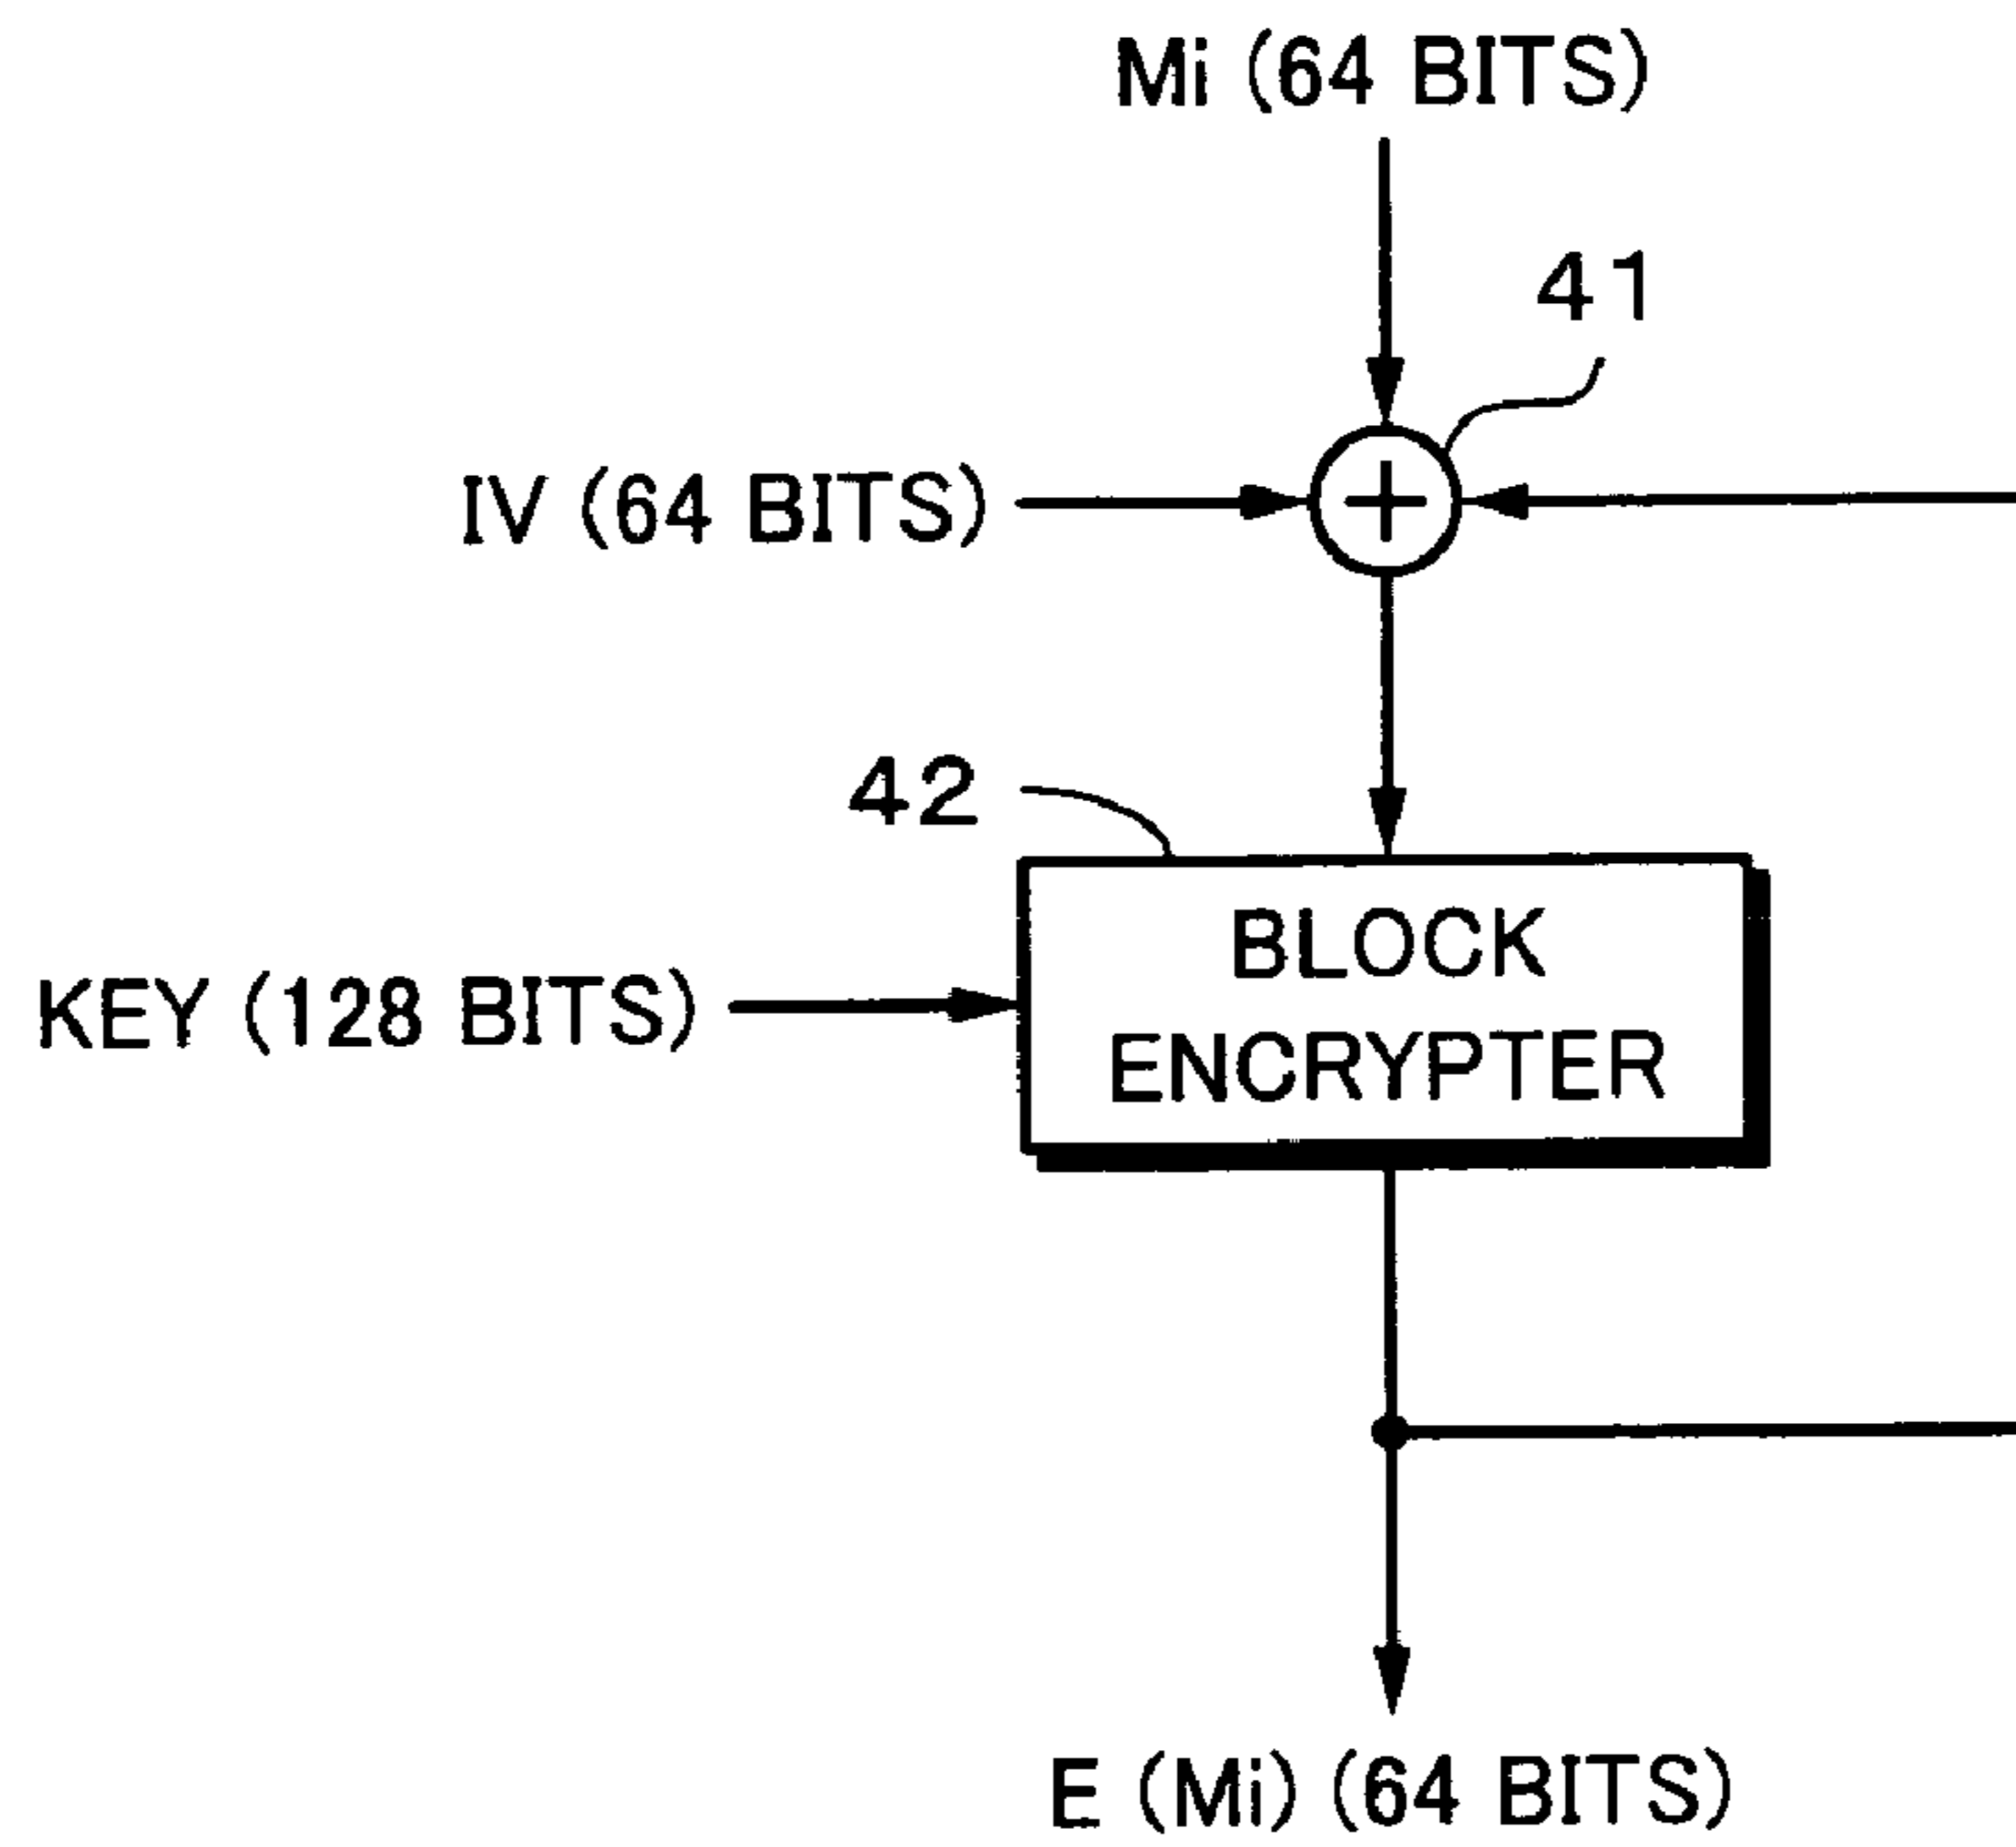 Mi (64 BITS)
41
IV (64 BITS)
42
BLOCK
ENCRYPTER
KEY (128 BITS)
E (Mi) (64 BITS)